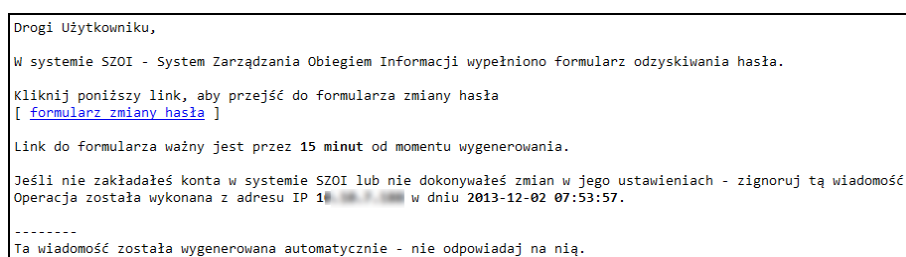 Drogi Użytkowniku,
W systemie SZOI - System Zarządzania Obiegiem Informacji wypełniono formularz odzyskiwania hasła.
Kliknij poniższy link, aby przejść do formularza zmiany hasła
[ formularz zmiany hasła ]
Link do formularza ważny jest przez 15 minut od momentu wygenerowania.
Jeśli nie zakładałeś konta w systemie SZOI lub nie dokonywałeś zmian w jego ustawieniach - zignoruj tą wiadomość
Operacja została wykonana z adresu IP w dniu 2013-12-02 07:53:57.
--------
Ta wiadomość została wygenerowana automatycznie - nie odpowiadaj na nią.